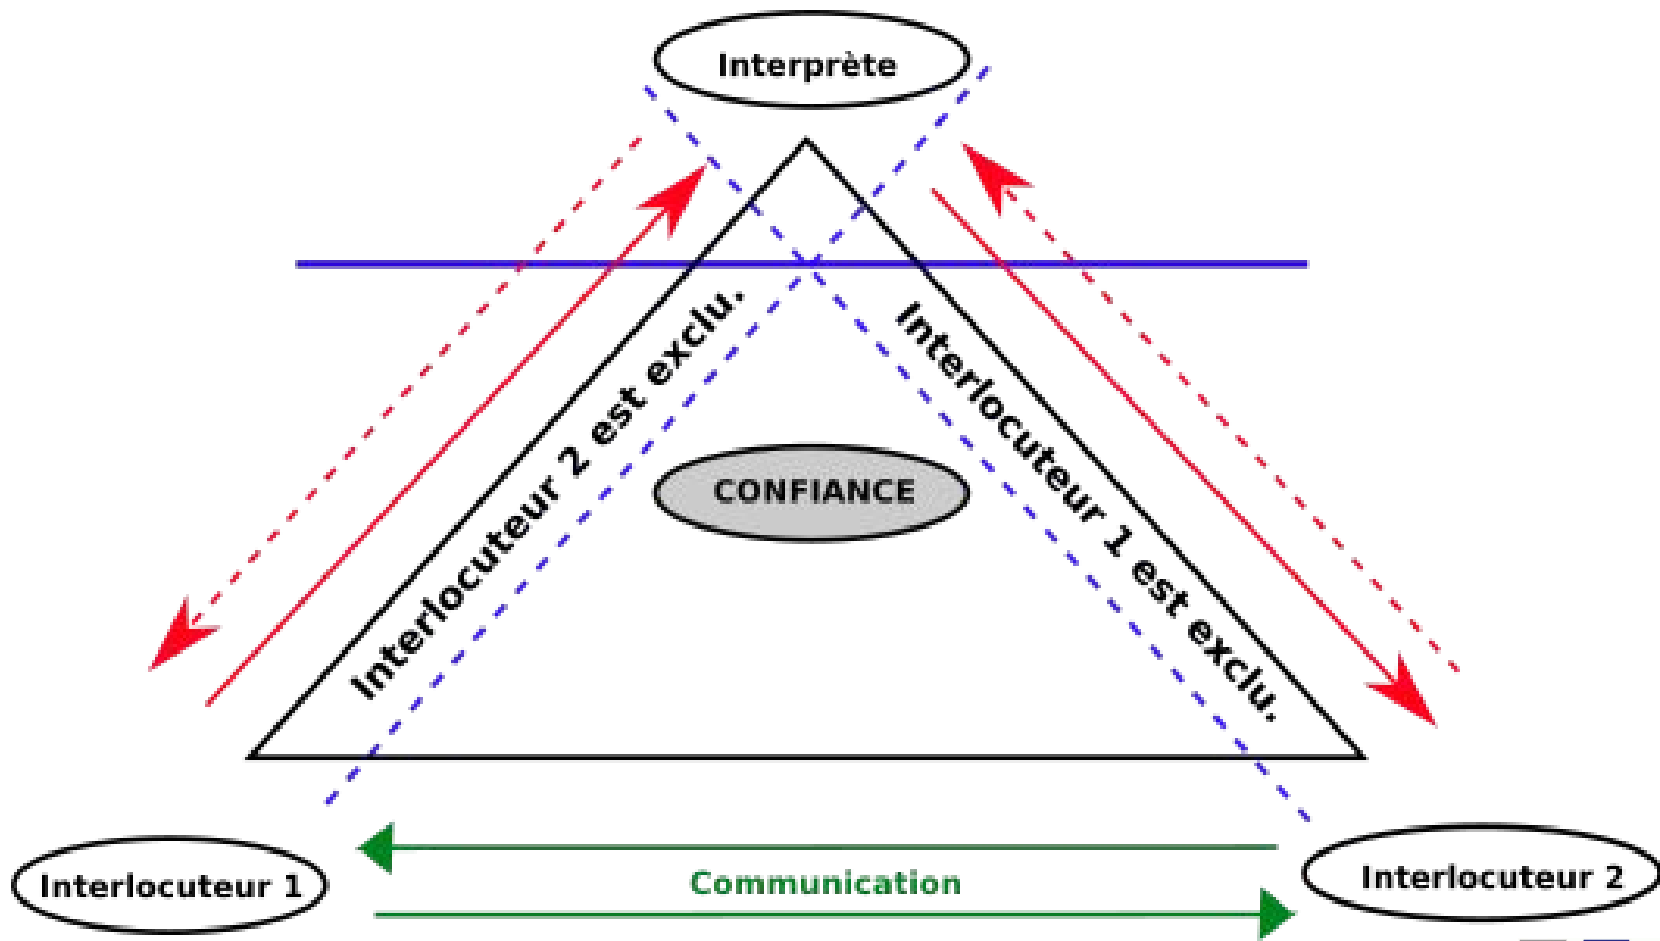 Interprète
Interlocuteur 2 est exclu.
Interlocuteur 1 est exclu.
CONFIANCE
Communication
Interlocuteur 1
Interlocuteur 2